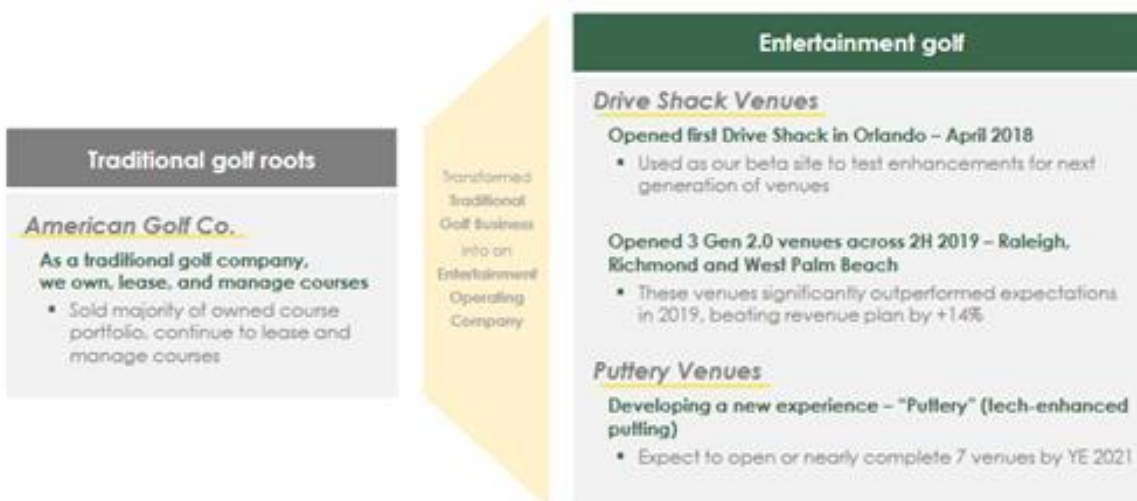 Traditional golf roots
American Golf Co.
As a traditional golf company,
we own, lease, and manage courses
▪ Sold majority of owned course
portfolio, continue to lease and
manage courses
Transformed
Traditional
Golf Business
into an
Entertainment
Operating
Company
Entertainment golf
Drive Shack Venues
Opened first Drive Shack in Orlando – April 2018
▪ Used as our beta site to test enhancements for next
generation of venues
Opened 3 Gen 2.0 venues across 2H 2019 – Raleigh,
Richmond and West Palm Beach
▪ These venues significantly outperformed expectations
in 2019, beating revenue plan by +14%
Puttery Venues
Developing a new experience – "Puttery" (tech-enhanced
putting)
▪ Expect to open or nearly complete 7 venues by YE 2021